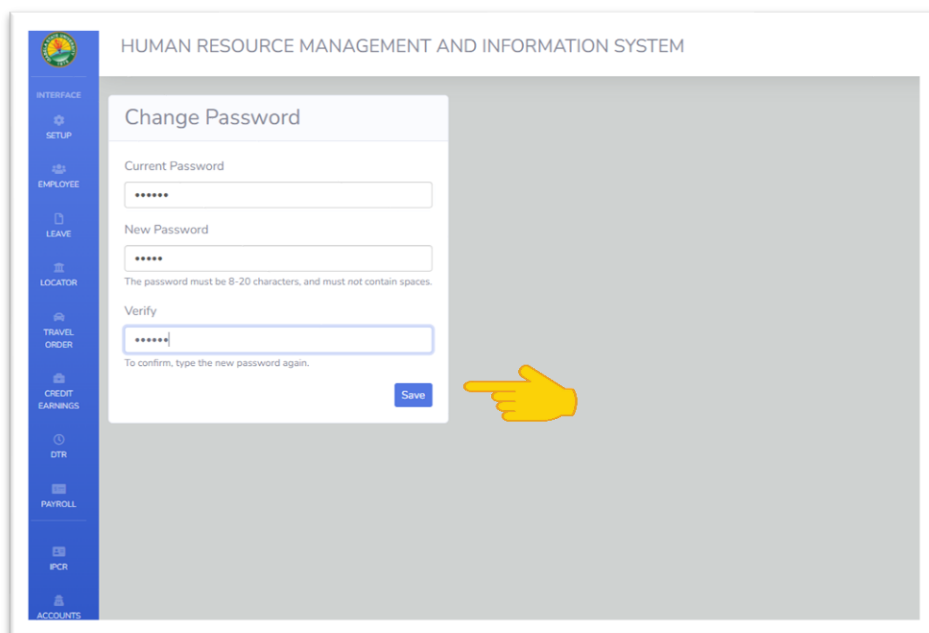 HUMAN RESOURCE MANAGEMENT AND INFORMATION SYSTEM
INTERFACE
SETUP
EMPLOYEE
LEAVE
LOCATOR
TRAVEL
ORDER
CREDIT
EARNINGS
DTR
PAYROLL
IPCR
ACCOUNTS
Change Password
Current Password
••••••
New Password
•••••
The password must be 8-20 characters, and must not contain spaces.
Verify
••••••
To confirm, type the new password again.
Save